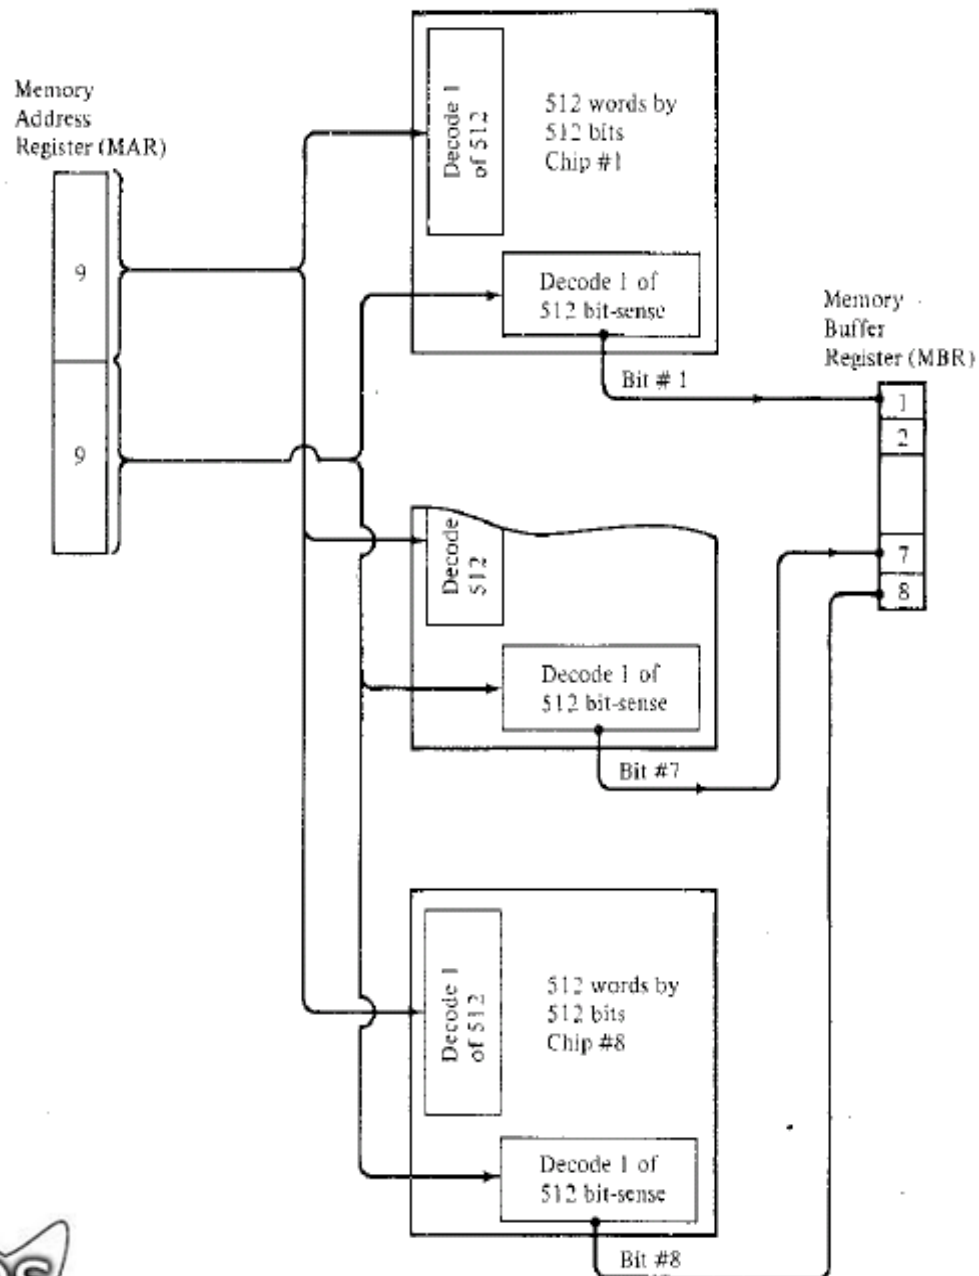 Memory
Address
Register (MAR)
9
9
Decode 1
of 512
512 words by
512 bits
Chip #1
Decode 1 of
512 bit-sense
Bit # 1
Memory
Buffer
Register (MBR)
1
2
7
8
Decode
512
Decode 1 of
512 bit-sense
Bit #7
Decode 1
of 512
512 words by
512 bits
Chip #8
Decode 1 of
512 bit-sense
Bit #8